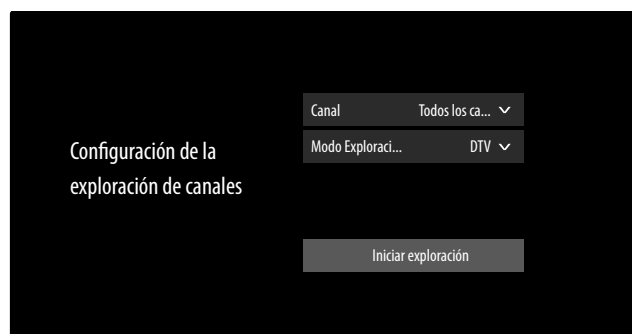 Configuración de la
exploración de canales
Canal Todos los ca...
Modo Exploraci... DTV
Iniciar exploración